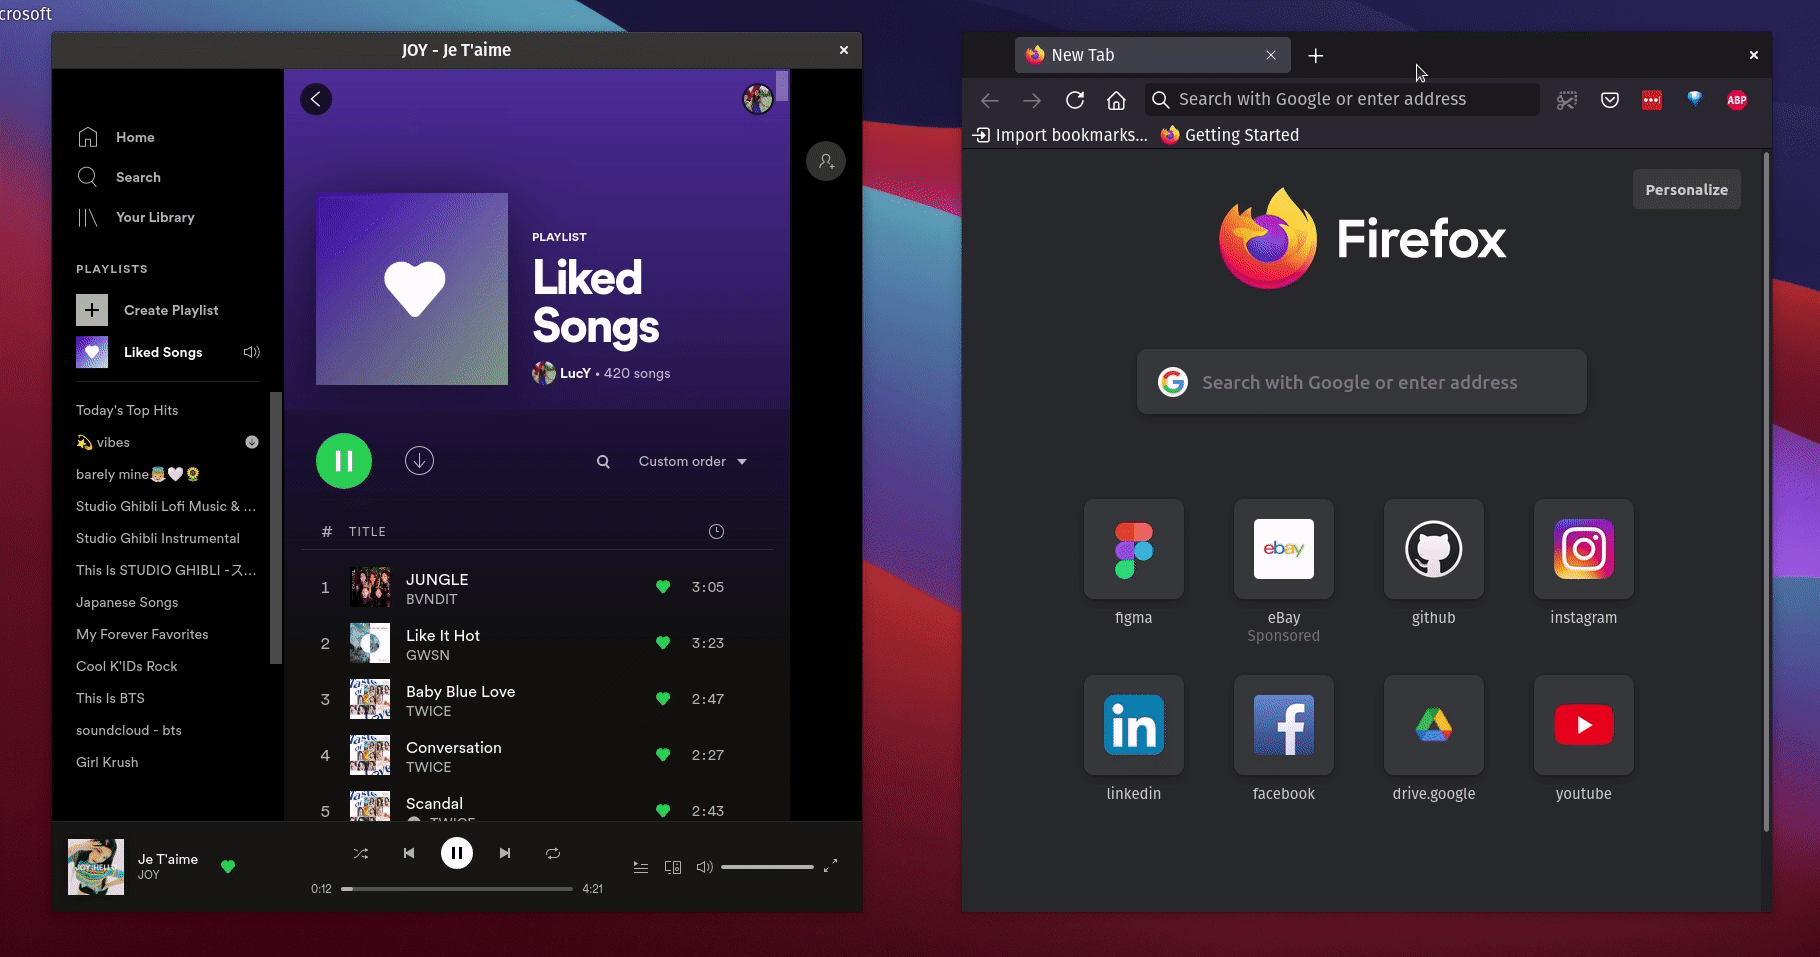 crosoft
JOY - Je T'aime
Home
Search
Your Library
PLAYLISTS
Create Playlist
Liked Songs
Today's Top Hits
💫 vibes
barely mine👼🏼🤍🌻
Studio Ghibli Lofi Music & ...
Studio Ghibli Instrumental
This Is STUDIO GHIBLI -ス...
Japanese Songs
My Forever Favorites
Cool K'IDs Rock
This Is BTS
soundcloud - bts
Girl Krush
PLAYLIST
Liked
Songs
LucY • 420 songs
Custom order
# TITLE
1 JUNGLE 3:05
BVNDIT
2 Like It Hot 3:23
GWSN
3 Baby Blue Love 2:47
TWICE
4 Conversation 2:27
TWICE
5 Scandal 2:43
TWICE
Je T'aime
JOY
0:12 4:21
New Tab
Search with Google or enter address
ABP
Import bookmarks... Getting Started
Personalize
Firefox
Search with Google or enter address
ebay
figma eBay github instagram
Sponsored
in f
linkedin facebook drive.google youtube